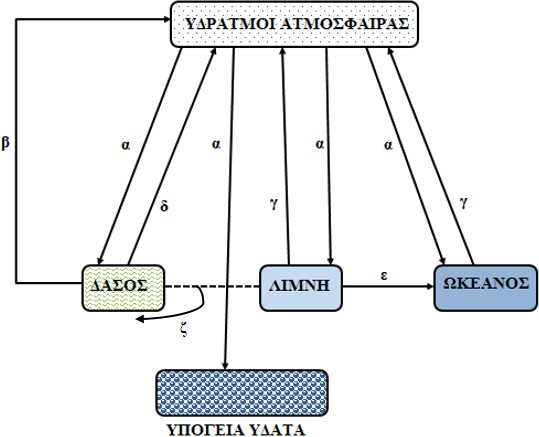 ΥΔΡΑΤΜΟΙ ΑΤΜΟΣΦΑΙΡΑΣ
β
α
δ
α
γ
α
α
γ
ΔΑΣΟΣ
ΛΙΜΝΗ
ε
ΩΚΕΑΝΟΣ
ζ
ΥΠΟΓΕΙΑ ΥΔΑΤΑ